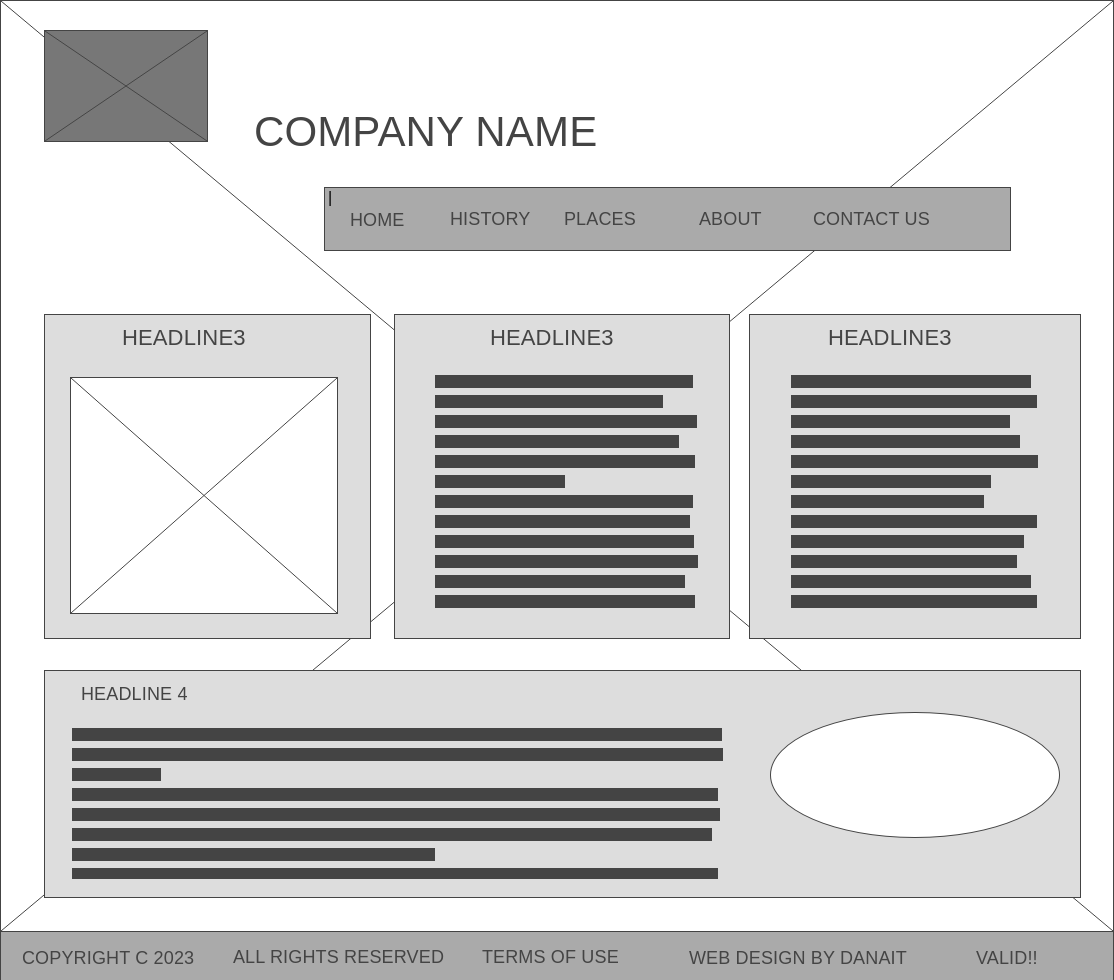 COMPANY NAME
HOME HISTORY PLACES ABOUT CONTACT US
HEADLINE3 HEADLINE3 HEADLINE3
HEADLINE 4
COPYRIGHT C 2023 ALL RIGHTS RESERVED TERMS OF USE WEB DESIGN BY DANAIT VALID!!